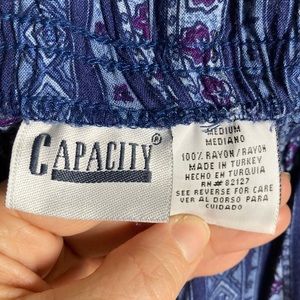 CAPACITY®
MEDIUM
MEDIANO
100% RAYON/RAYON
MADE IN TURKEY
HECHO EN TURQUIA
RN# 82127
SEE REVERSE FOR CARE
VER AL DORSO PARA
CUIDADO